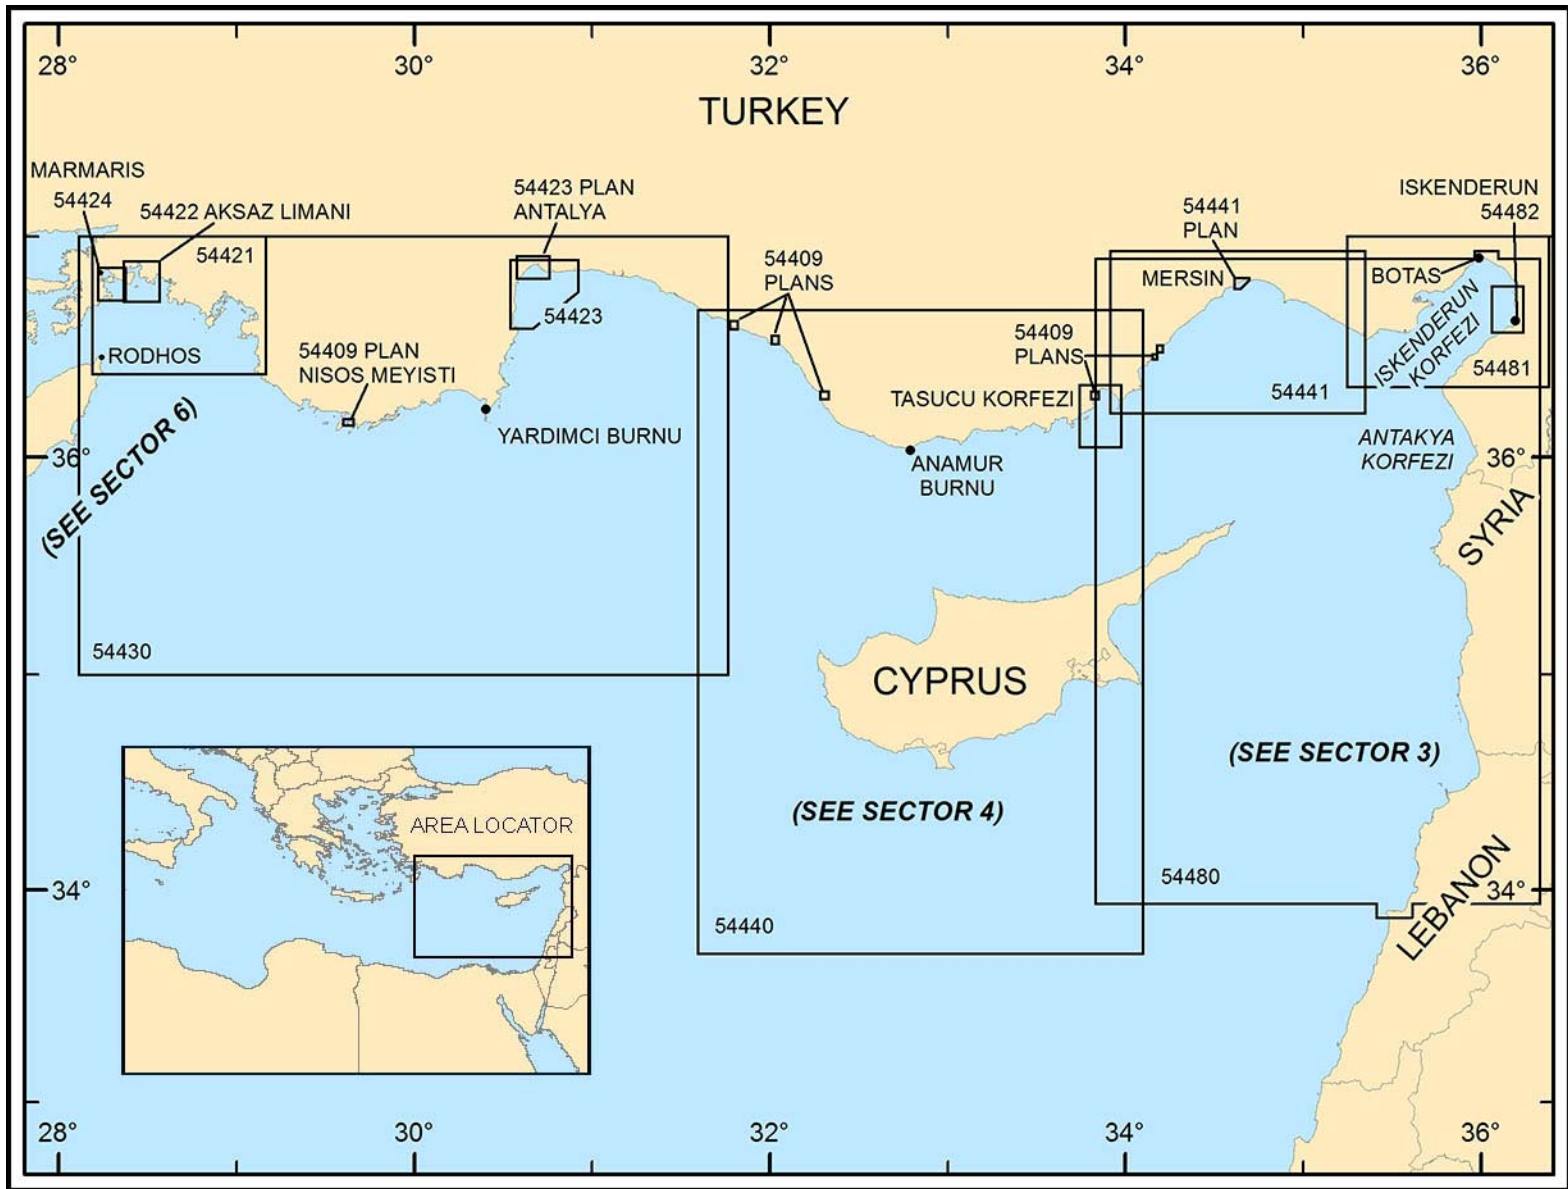 28°
30°
32°
34°
36°
TURKEY
MARMARIS
54424
54422 AKSAZ LIMANI
54421
54423 PLAN
ANTALYA
54423
54409
PLANS
54441
PLAN
MERSIN
ISKENDERUN
54482
BOTAS
ISKENDERUN
KORFEZI
54481
RODHOS
54409 PLAN
NISOS MEYISTI
54409
PLANS
TASUCU KORFEZI
54441
YARDIMCI BURNU
ANAMUR
BURNU
ANTAKYA
KORFEZI
36°
36°
(SEE SECTOR 6)
SYRIA
54430
CYPRUS
(SEE SECTOR 3)
(SEE SECTOR 4)
AREA LOCATOR
54480
34°
34°
LEBANON
54440
28°
30°
32°
34°
36°